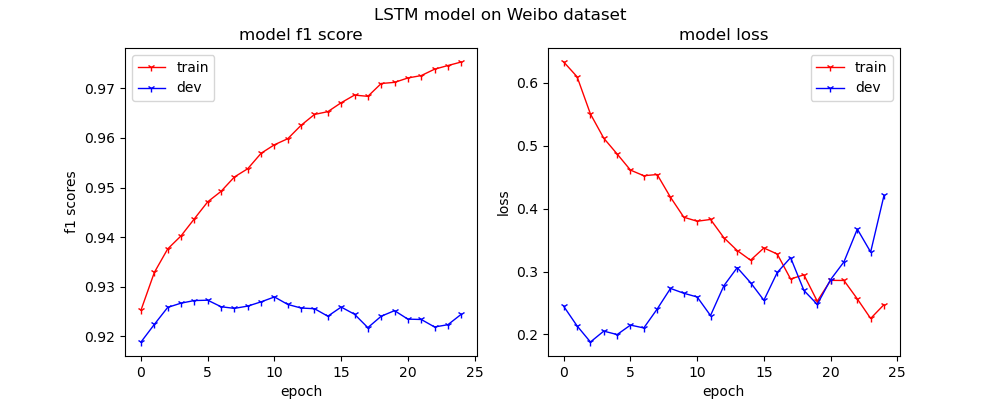 LSTM model on Weibo dataset
model f1 score
train
dev
0.97
0.96
0.95
0.94
0.93
0.92
f1 scores
0 5 10 15 20 25
epoch
model loss
train
dev
0.6
0.5
0.4
0.3
0.2
loss
0 5 10 15 20 25
epoch